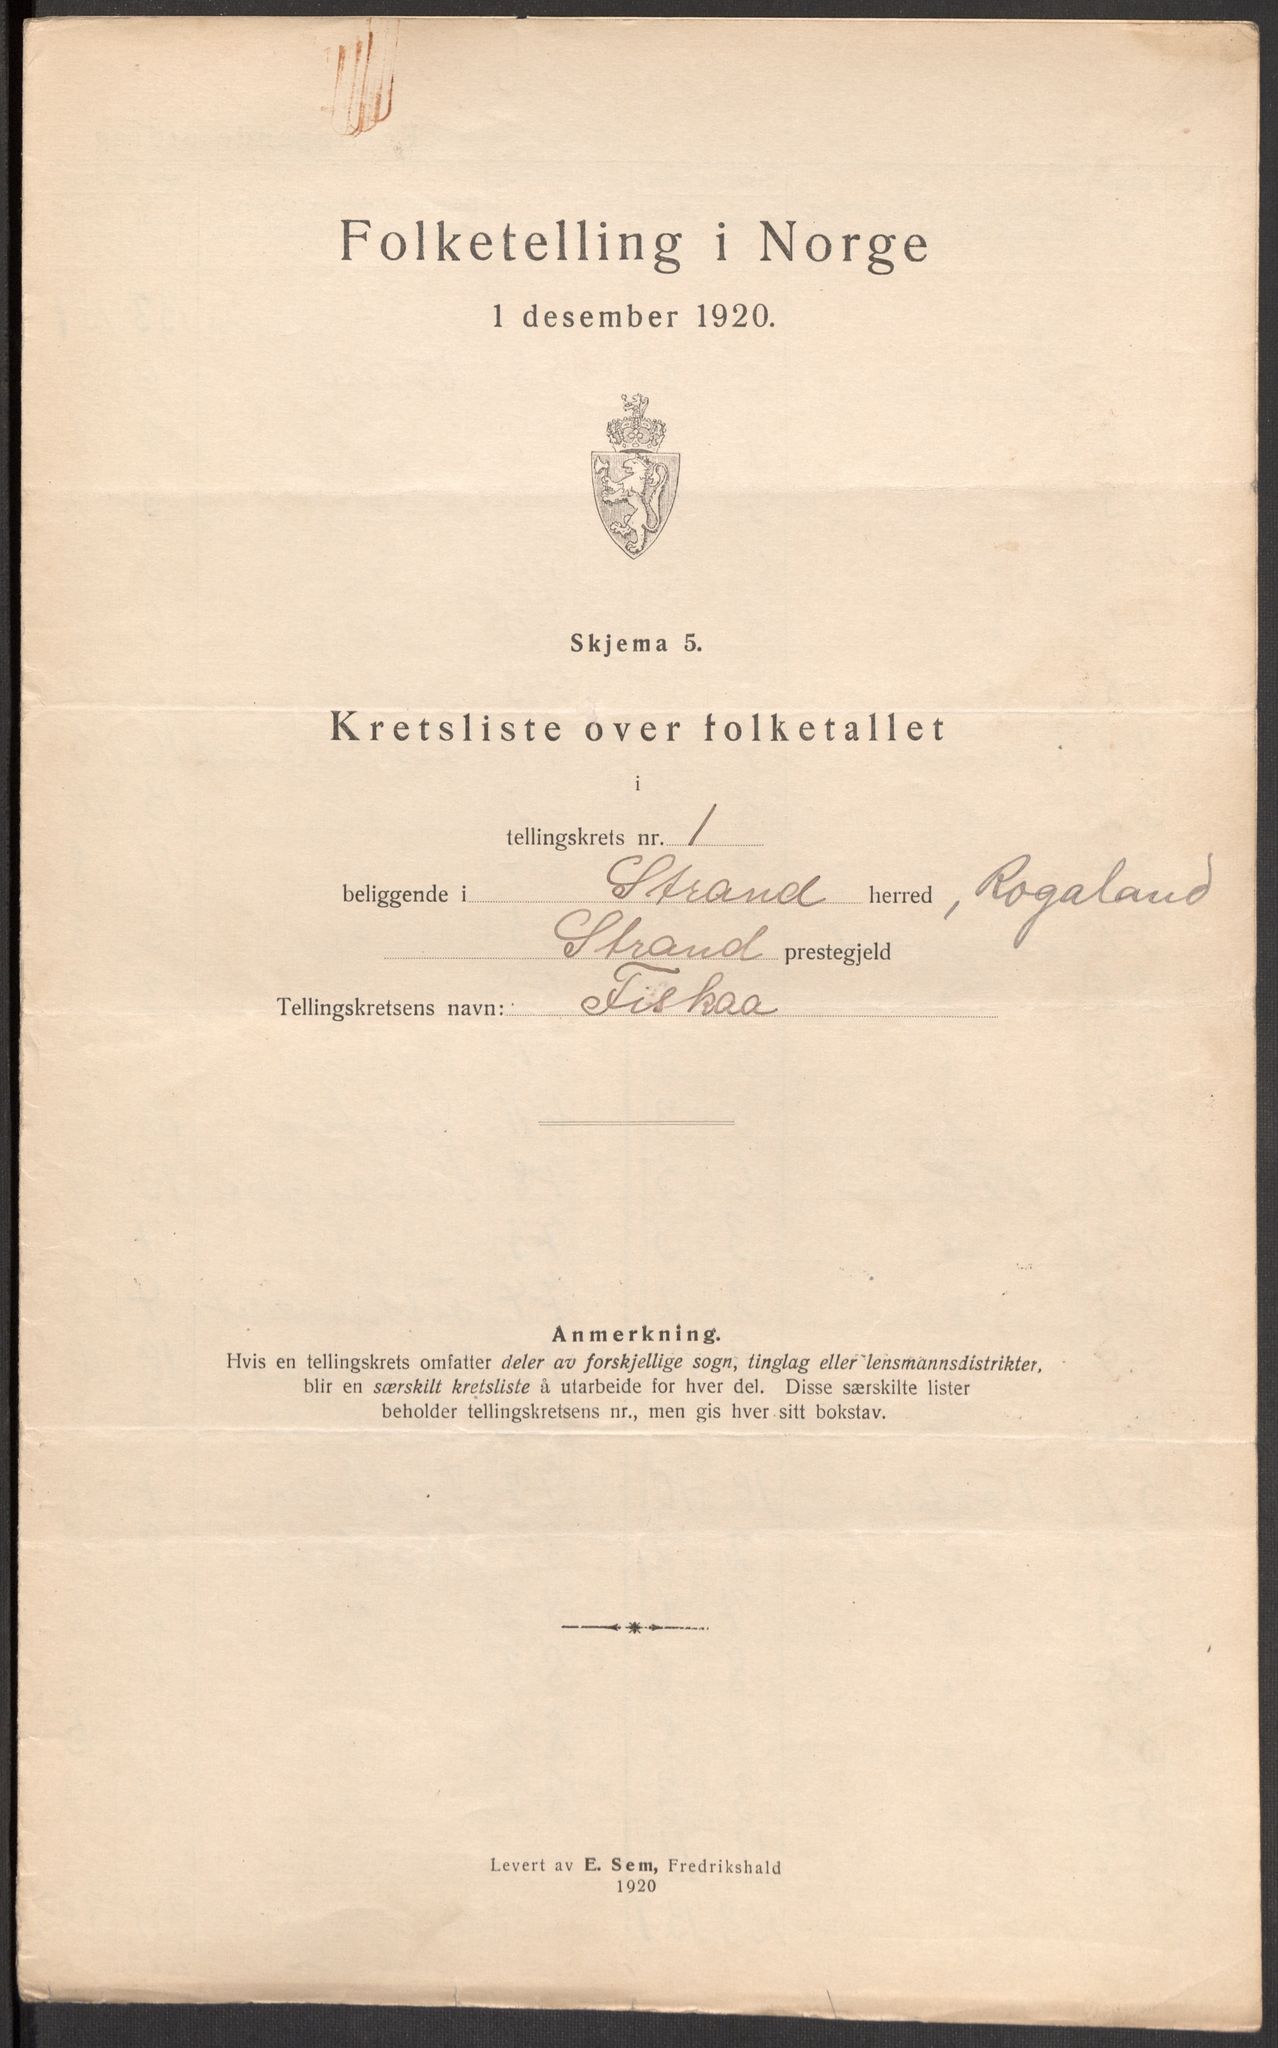 Folketelling i Norge
1 desember 1920.
Skjema 5.
Kretsliste over folketallet
i
tellingskrets nr. 1
beliggende i Strand herred, Rogaland
Strand prestegjeld
Tellingskretsens navn: Fiskaa
Anmerkning.
Hvis en tellingskrets omfatter deler av forskjellige sogn, tinglag eller lensmannsdistrikter,
blir en særskilt kretsliste å utarbeide for hver del. Disse særskilte lister
beholder tellingskretsens nr., men gis hver sitt bokstav.
Levert av E. Sem, Fredrikshald
1920